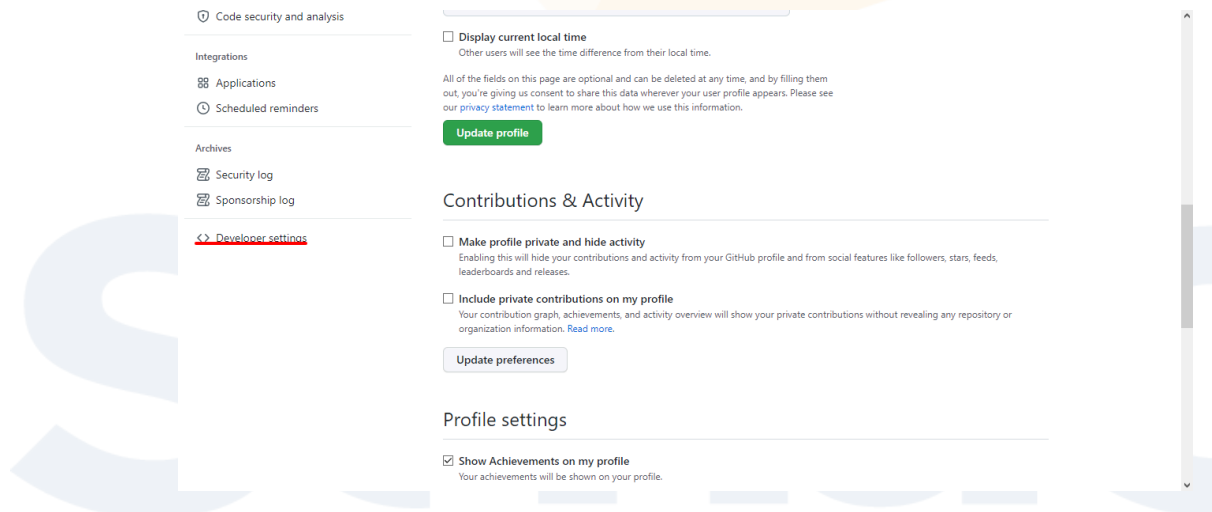 Code security and analysis
Integrations
Applications
Scheduled reminders
Archives
Security log
Sponsorship log
Developer settings
Display current local time
Other users will see the time difference from their local time.
All of the fields on this page are optional and can be deleted at any time, and by filling them
out, you're giving us consent to share this data wherever your user profile appears. Please see
our privacy statement to learn more about how we use this information.
Update profile
Contributions & Activity
Make profile private and hide activity
Enabling this will hide your contributions and activity from your GitHub profile and from social features like followers, stars, feeds,
leaderboards and releases.
Include private contributions on my profile
Your contribution graph, achievements, and activity overview will show your private contributions without revealing any repository or
organization information. Read more.
Update preferences
Profile settings
Show Achievements on my profile
Your achievements will be shown on your profile.